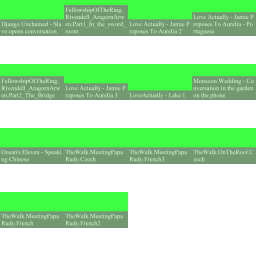 Django Unchained - Sla
ve opens conversation
FellowshipOfTheRing.
Rivendell_AragornArw
en.Part1_In_the_sword_
room
Love Actually - Jamie P
roposes To Aurelia 2
Love Actually - Jamie P
roposes To Aurelia - Po
rtuguese
FellowshipOfTheRing.
Rivendell_AragornArw
en.Part2_The_Bridge
Love Actually - Jamie P
roposes To Aurelia 3
LoveActually - Lake 1
Monsoon Wedding - Co
nversation in the garden
on the phone
Ocean's Eleven - Speaki
ng Chinese
TheWalk.MeetingPapa
Rudy.Czech
TheWalk.MeetingPapa
Rudy.French3
TheWalk.OnTheRoof.C
zech
TheWalk.MeetingPapa
Rudy.French
TheWalk.MeetingPapa
Rudy.French2